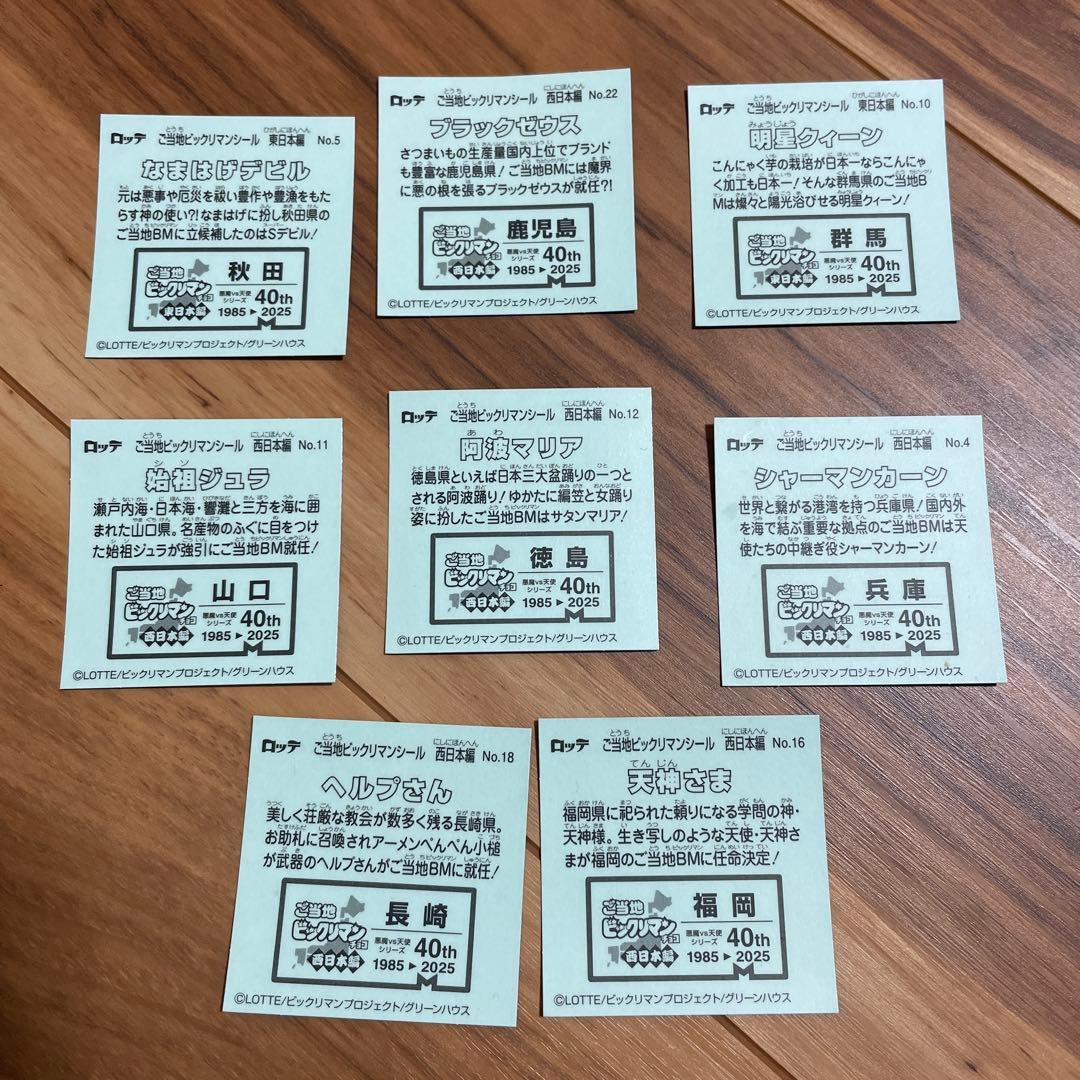 ロッテ ご当地ビックリマンシール 東日本編 No.5
なまはげデビル
元は悪事や厄災を祓い豊作や豊漁をもた
らす神の使い?!なまはげに扮し秋田県の
ご当地BMに立候補したのはSデビル!
ご当地 ビックリマンチョコ 東日本編
秋田
悪魔vs天使シリーズ 40th
1985▶2025
©LOTTE/ビックリマンプロジェクト/グリーンハウス
ロッテ ご当地ビックリマンシール 西日本編 No.22
ブラックゼウス
さつまいもの生産量国内上位でブランド
も豊富な鹿児島県!ご当地BMには魔界
に悪の根を張るブラックゼウスが就任?!
ご当地 ビックリマンチョコ 西日本編
鹿児島
悪魔vs天使シリーズ 40th
1985▶2025
©LOTTE/ビックリマンプロジェクト/グリーンハウス
ロッテ ご当地ビックリマンシール 東日本編 No.10
明星クィーン
こんにゃく芋の栽培が日本一ならこんにゃ
く加工も日本一!そんな群馬県のご当地B
Mは燦々と陽光浴びせる明星クィーン!
ご当地 ビックリマンチョコ 東日本編
群馬
悪魔vs天使シリーズ 40th
1985▶2025
©LOTTE/ビックリマンプロジェクト/グリーンハウス
ロッテ ご当地ビックリマンシール 西日本編 No.11
始祖ジュラ
瀬戸内海・日本海・響灘と三方を海に囲
まれた山口県。名産物のふぐに目をつけ
た始祖ジュラが強引にご当地BM就任!
ご当地 ビックリマンチョコ 西日本編
山口
悪魔vs天使シリーズ 40th
1985▶2025
©LOTTE/ビックリマンプロジェクト/グリーンハウス
ロッテ ご当地ビックリマンシール 西日本編 No.12
阿波マリア
徳島県といえば日本三大盆踊りの一つと
される阿波踊り!ゆかたに編笠と女踊り
姿に扮したご当地BMはサタンマリア!
ご当地 ビックリマンチョコ 西日本編
徳島
悪魔vs天使シリーズ 40th
1985▶2025
©LOTTE/ビックリマンプロジェクト/グリーンハウス
ロッテ ご当地ビックリマンシール 西日本編 No.4
シャーマンカーン
世界と繋がる港湾を持つ兵庫県!国内外
を海で結ぶ重要な拠点のご当地BMは天
使たちの中継ぎ役シャーマンカーン!
ご当地 ビックリマンチョコ 西日本編
兵庫
悪魔vs天使シリーズ 40th
1985▶2025
©LOTTE/ビックリマンプロジェクト/グリーンハウス
ロッテ ご当地ビックリマンシール 西日本編 No.18
ヘルプさん
美しく荘厳な教会が数多く残る長崎県。
お助札に召喚されアーメンぺんぺん小槌
が武器のヘルプさんがご当地BMに就任!
ご当地 ビックリマンチョコ 西日本編
長崎
悪魔vs天使シリーズ 40th
1985▶2025
©LOTTE/ビックリマンプロジェクト/グリーンハウス
ロッテ ご当地ビックリマンシール 西日本編 No.16
天神さま
福岡県に祀られた頼りになる学問の神・
天神様。生き写しのような天使・天神さ
まが福岡のご当地BMに任命決定!
ご当地 ビックリマンチョコ 西日本編
福岡
悪魔vs天使シリーズ 40th
1985▶2025
©LOTTE/ビックリマンプロジェクト/グリーンハウス